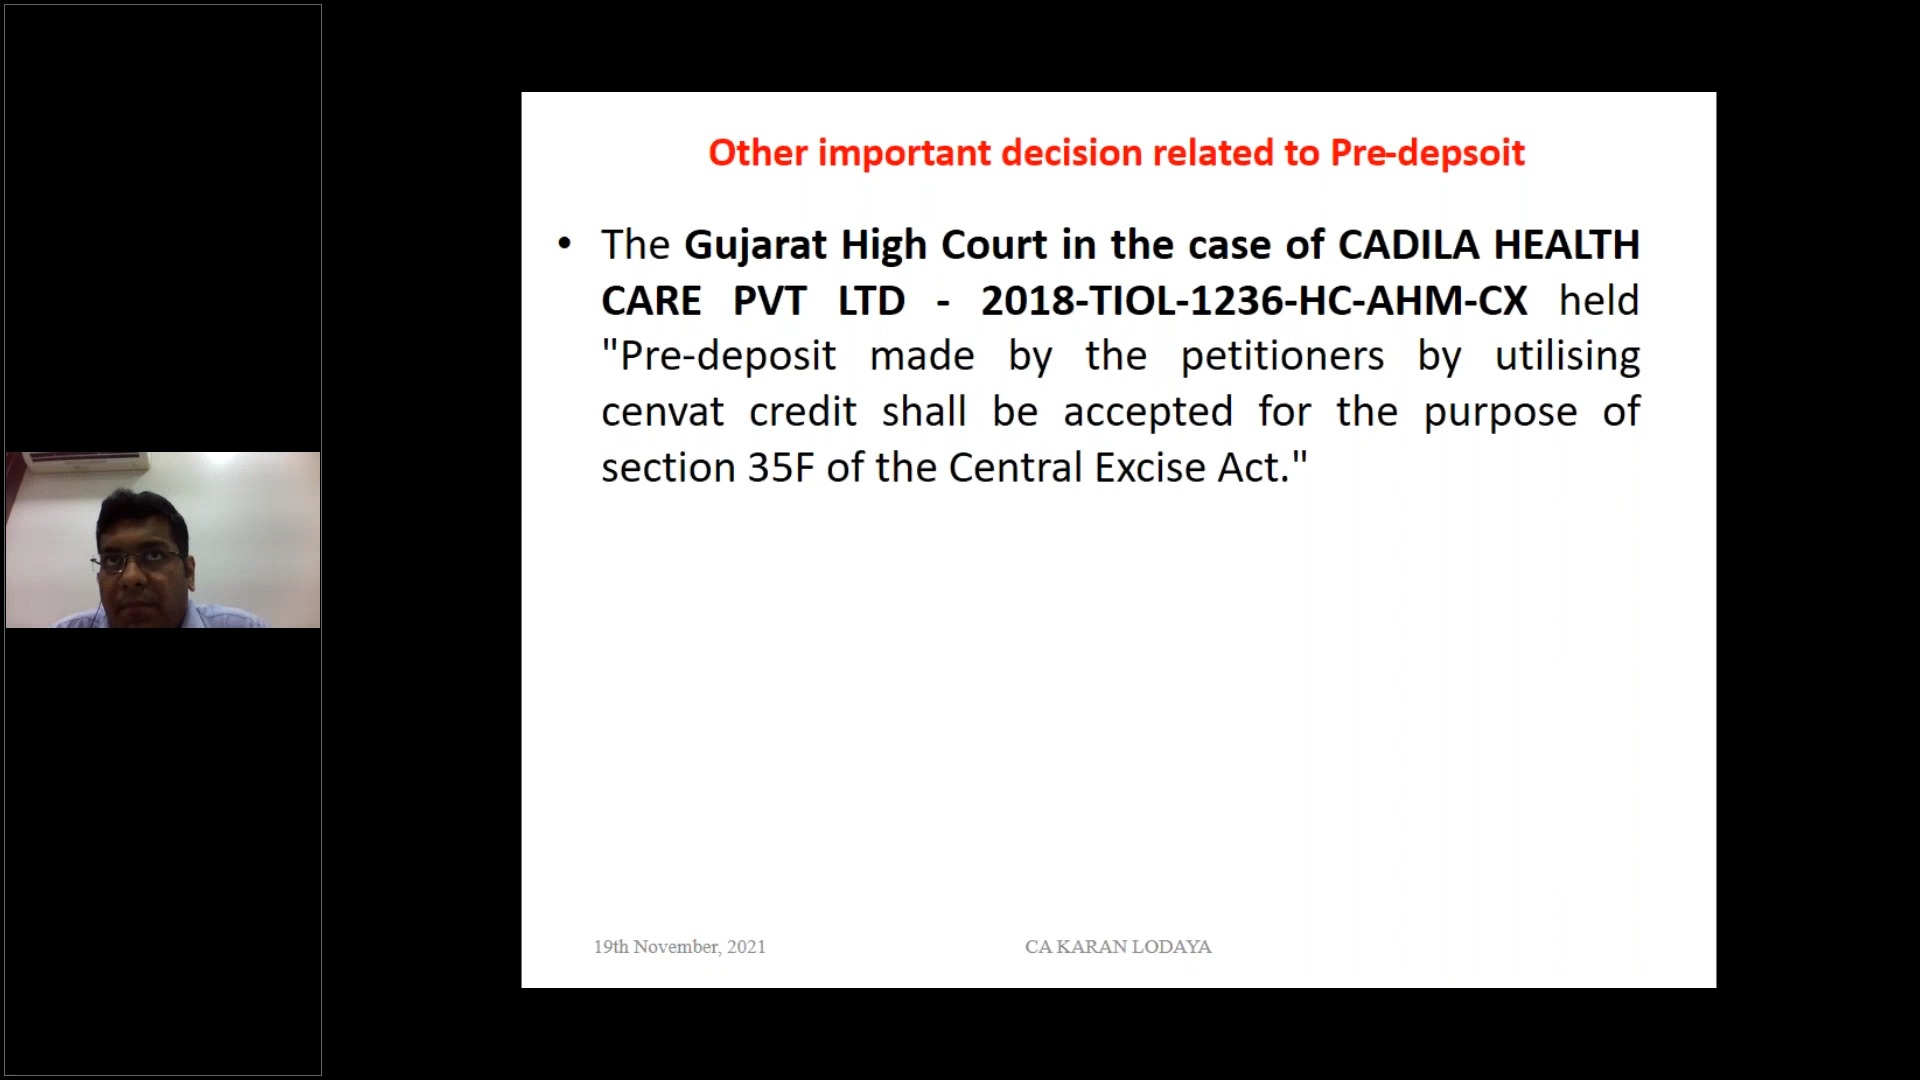 Other important decision related to Pre-depsoit
• The Gujarat High Court in the case of CADILA HEALTH
CARE PVT LTD - 2018-TIOL-1236-HC-AHM-CX held
"Pre-deposit made by the petitioners by utilising
cenvat credit shall be accepted for the purpose of
section 35F of the Central Excise Act."
19th November, 2021
CA KARAN LODAYA